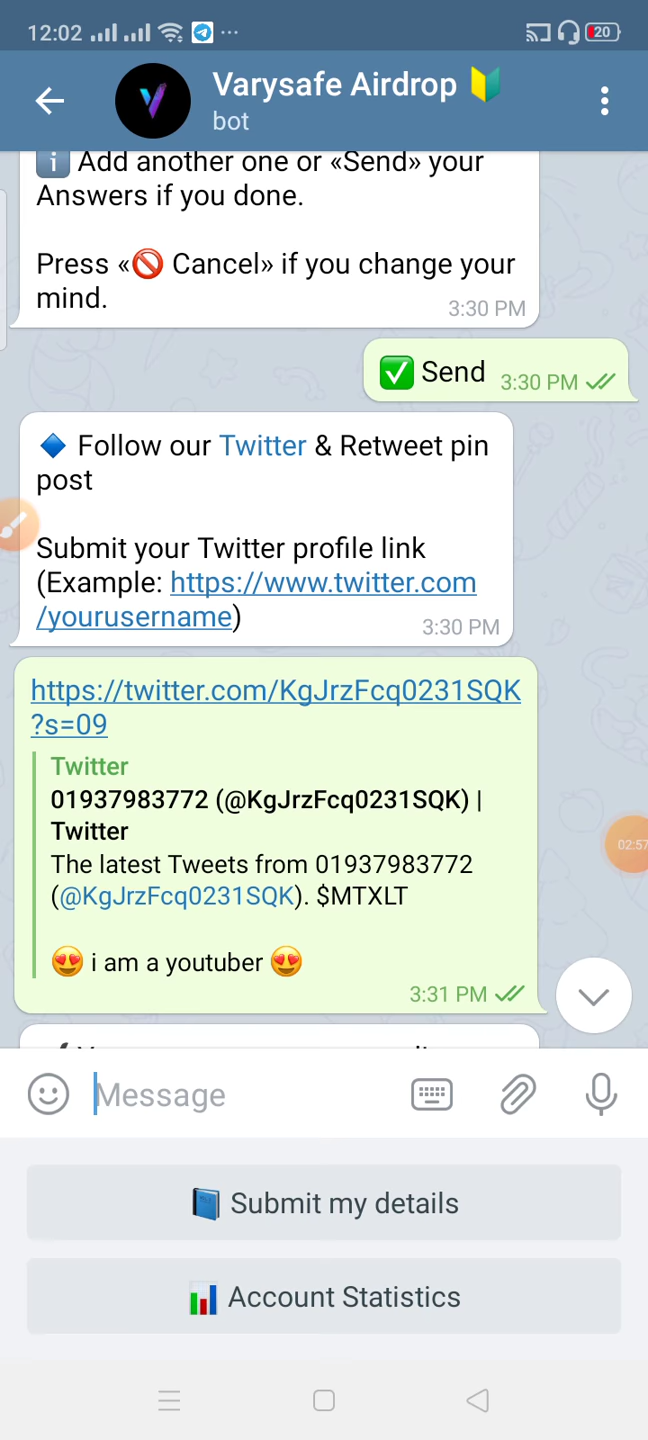 12:02
20
Varysafe Airdrop 🔰
bot
ℹ️ Add another one or «Send» your
Answers if you done.
Press «🚫 Cancel» if you change your
mind.
3:30 PM
✅ Send 3:30 PM
🔷 Follow our Twitter & Retweet pin
post
Submit your Twitter profile link
(Example: https://www.twitter.com
/yourusername)
3:30 PM
https://twitter.com/KgJrzFcq0231SQK
?s=09
Twitter
01937983772 (@KgJrzFcq0231SQK) |
Twitter
The latest Tweets from 01937983772
(@KgJrzFcq0231SQK). $MTXLT
😍 i am a youtuber 😍
3:31 PM
02:57
Message
📘 Submit my details
📊 Account Statistics